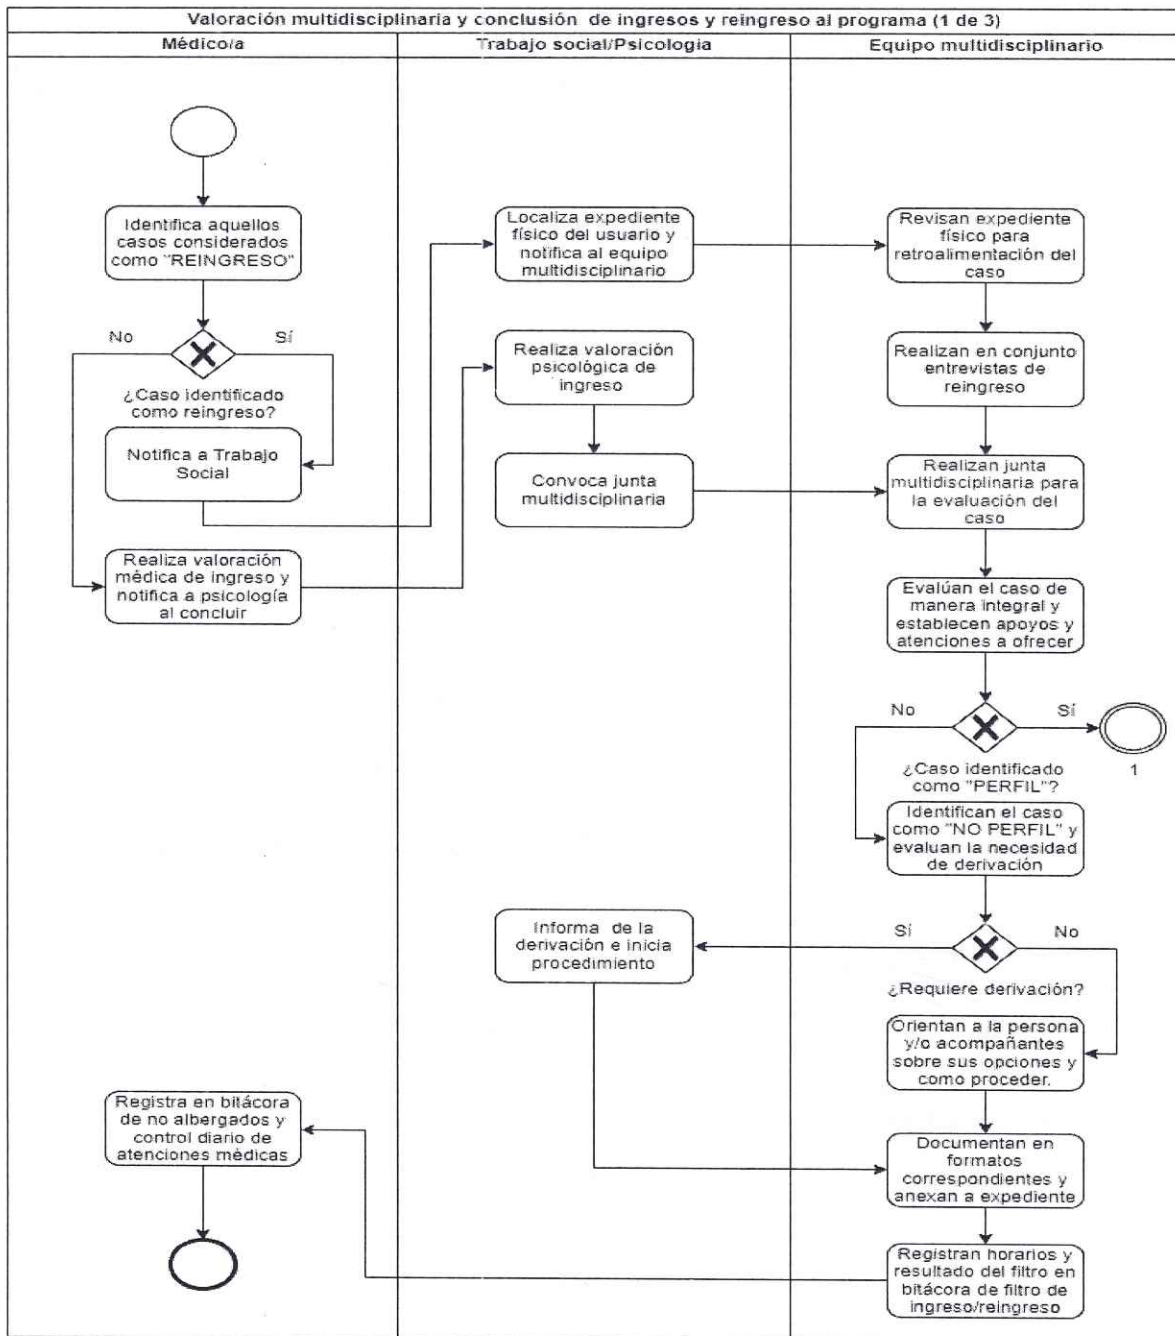 Valoración multidisciplinaria y conclusión de ingresos y reingreso al programa (1 de 3)
Médico/a
Trabajo social/Psicologia
Equipo multidisciplinario
Identifica aquellos
casos considerados
como "REINGRESO"
Localiza expediente
físico del usuario y
notifica al equipo
multidisciplinario
Revisan expediente
físico para
retroalimentación del
caso
No
Sí
¿Caso identificado
como reingreso?
Realiza valoración
psicológica de
ingreso
Realizan en conjunto
entrevistas de
reingreso
Notifica a Trabajo
Social
Convoca junta
multidisciplinaria
Realizan junta
multidisciplinaria para
la evaluación del
caso
Realiza valoración
médica de ingreso y
notifica a psicología
al concluir
Evalúan el caso de
manera integral y
establecen apoyos y
atenciones a ofrecer
No
Sí
1
¿Caso identificado
como "PERFIL"?
Identifican el caso
como "NO PERFIL" y
evaluan la necesidad
de derivación
Informa de la
derivación e inicia
procedimiento
Sí
No
¿Requiere derivación?
Orientan a la persona
y/o acompañantes
sobre sus opciones y
como proceder.
Registra en bitácora
de no albergados y
control diario de
atenciones médicas
Documentan en
formatos
correspondientes y
anexan a expediente
Registran horarios y
resultado del filtro en
bitácora de filtro de
ingreso/reingreso